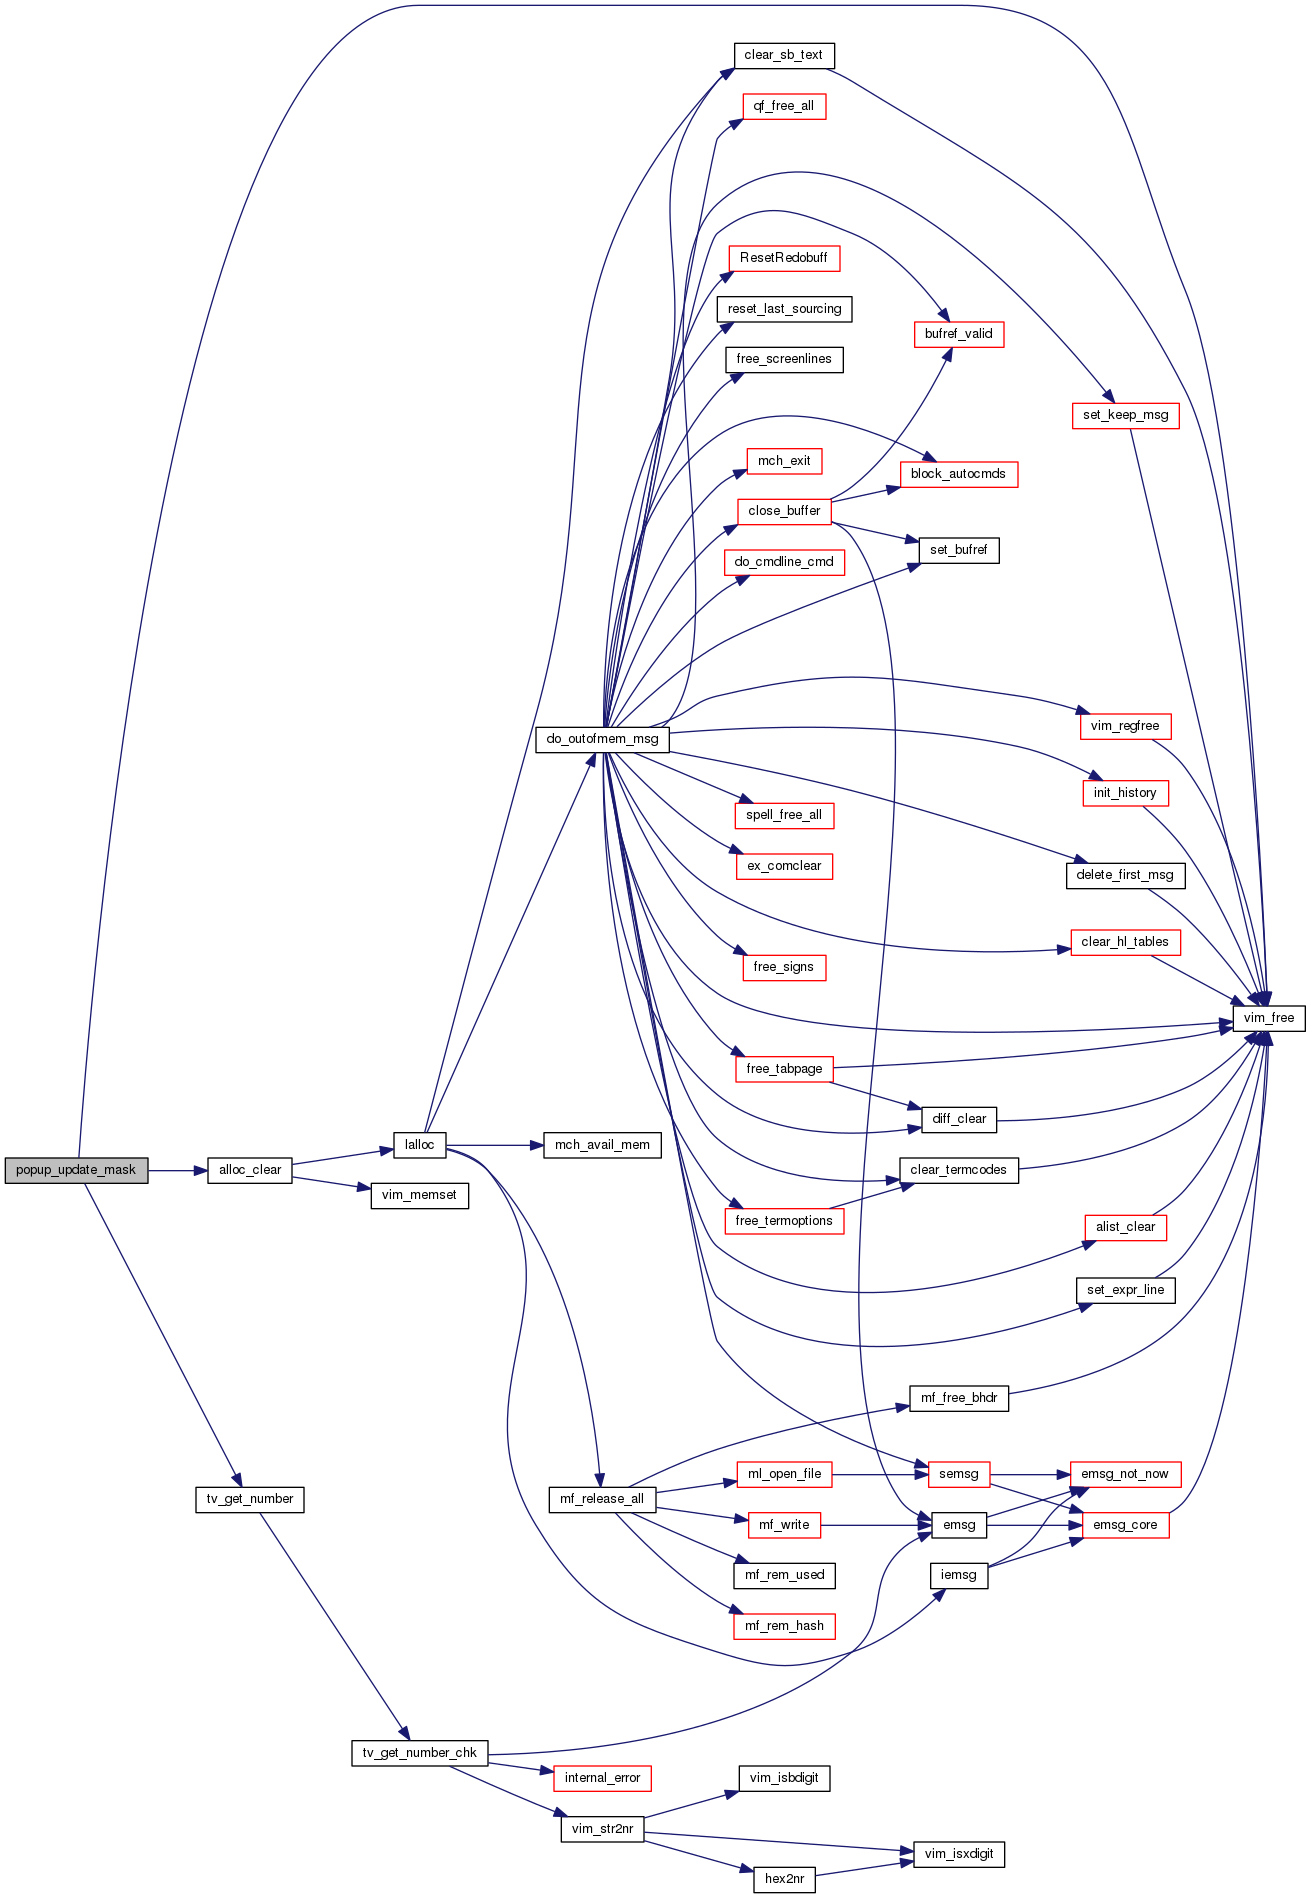 clear_sb_text
qf_free_all
ResetRedobuff
reset_last_sourcing
bufref_valid
free_screenlines
set_keep_msg
mch_exit
block_autocmds
close_buffer
set_bufref
do_cmdline_cmd
vim_regfree
do_outofmem_msg
init_history
spell_free_all
ex_comclear
delete_first_msg
clear_hl_tables
free_signs
vim_free
free_tabpage
diff_clear
lalloc
mch_avail_mem
popup_update_mask
alloc_clear
clear_termcodes
vim_memset
free_termoptions
alist_clear
set_expr_line
mf_free_bhdr
ml_open_file
semsg
emsg_not_now
tv_get_number
mf_release_all
mf_write
emsg
emsg_core
mf_rem_used
iemsg
mf_rem_hash
tv_get_number_chk
internal_error
vim_isbdigit
vim_str2nr
vim_isxdigit
hex2nr